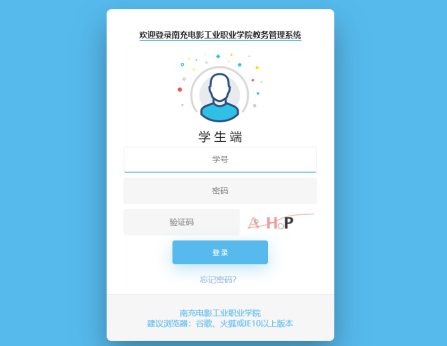 欢迎登录南充电影工业职业学院教务管理系统
学生端
学号
密码
验证码
登录
忘记密码?
南充电影工业职业学院
建议浏览器：谷歌、火狐或IE10以上版本